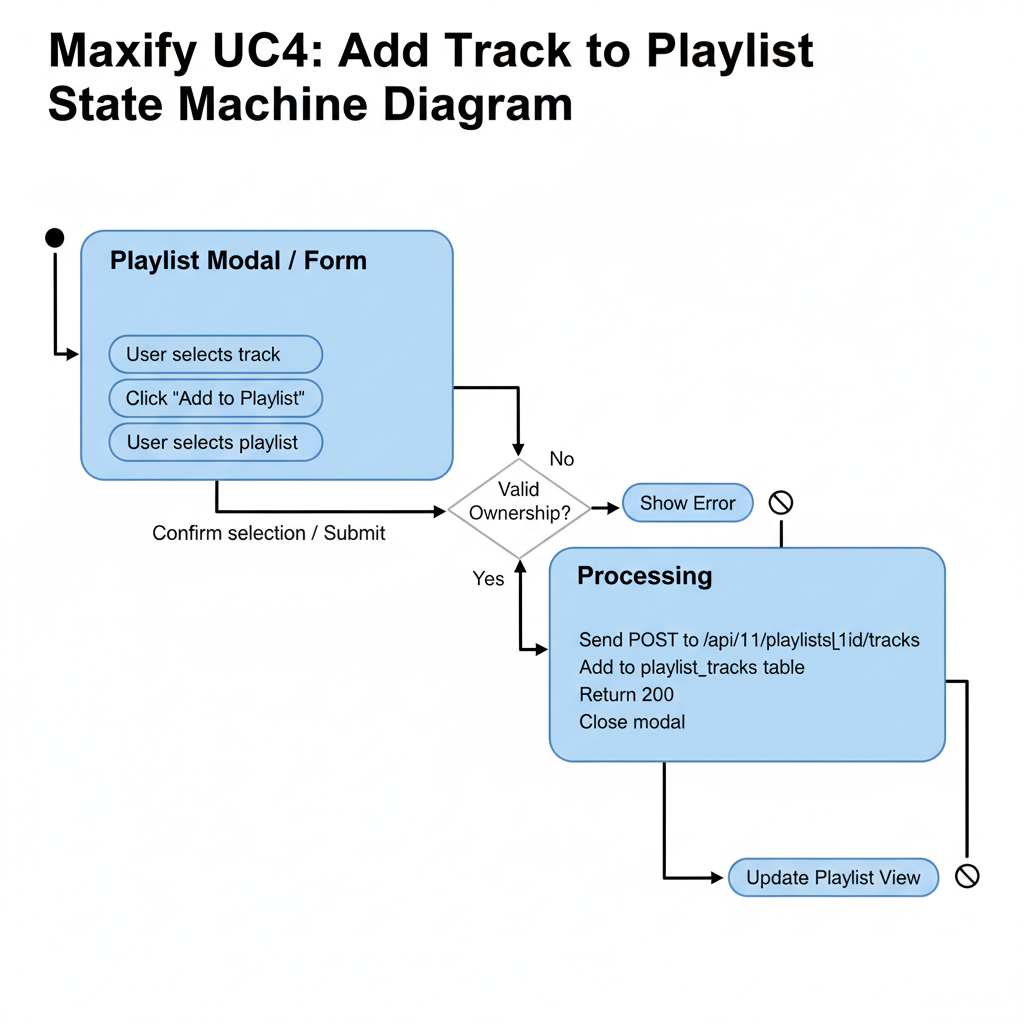 Maxify UC4: Add Track to Playlist
State Machine Diagram
Playlist Modal / Form
User selects track
Click "Add to Playlist"
User selects playlist
Confirm selection / Submit
No
Valid
Ownership?
Show Error
Yes
Processing
Send POST to /api/11/playlists
Add to playlist_tracks table
Return 200
Close modal
Update Playlist View